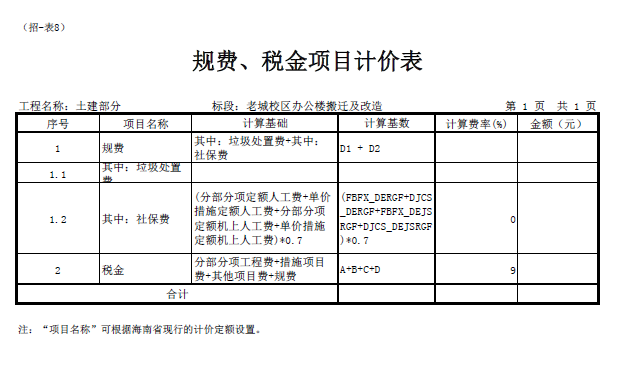 （招-表8）
规费、税金项目计价表
工程名称：土建部分 标段：老城校区办公楼搬迁及改造 第 1 页 共 1 页
序号 项目名称 计算基础 计算基数 计算费率(%) 金额（元）
1 规费 其中：垃圾处置费+其中： D1 + D2
社保费
1.1 其中：垃圾处置
费
1.2 其中：社保费
(分部分项定额人工费+单价
措施定额人工费+分部分项
定额机上人工费+单价措施
定额机上人工费)*0.7
(FBFX_DERGF+DJCS
_DERGF+FBFX_DEJS
RGF+DJCS_DEJSRGF
)*0.7
0
2 税金 分部分项工程费+措施项目 A+B+C+D 9
费+其他项目费+规费
合计
注：“项目名称”可根据海南省现行的计价定额设置。